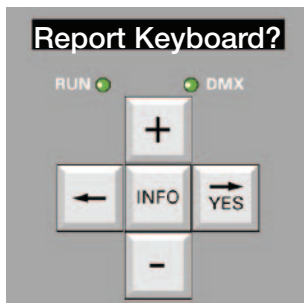 Report Keyboard?
RUN DMX
+
← INFO → YES
-